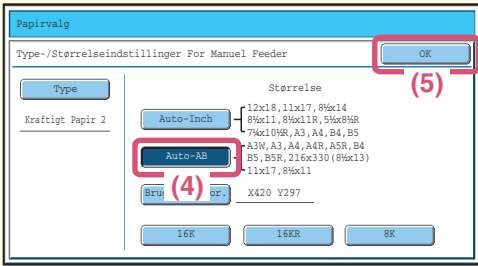 Papirvalg
Type-/Størrelseindstillinger For Manuel Feeder
OK
(5)
Type
Størrelse
Kraftigt Papir 2
Auto-Inch
12x18,11x17,8½x14
8½x11,8½x11R,5½x8½R
7¼x10½R,A3,A4,B4,B5
Auto-AB
A3W,A3,A4,A4R,A5R,B4
B5,B5R,216x330(8½x13)
11x17,8½x11
(4)
or.
X420 Y297
16K
16KR
8K